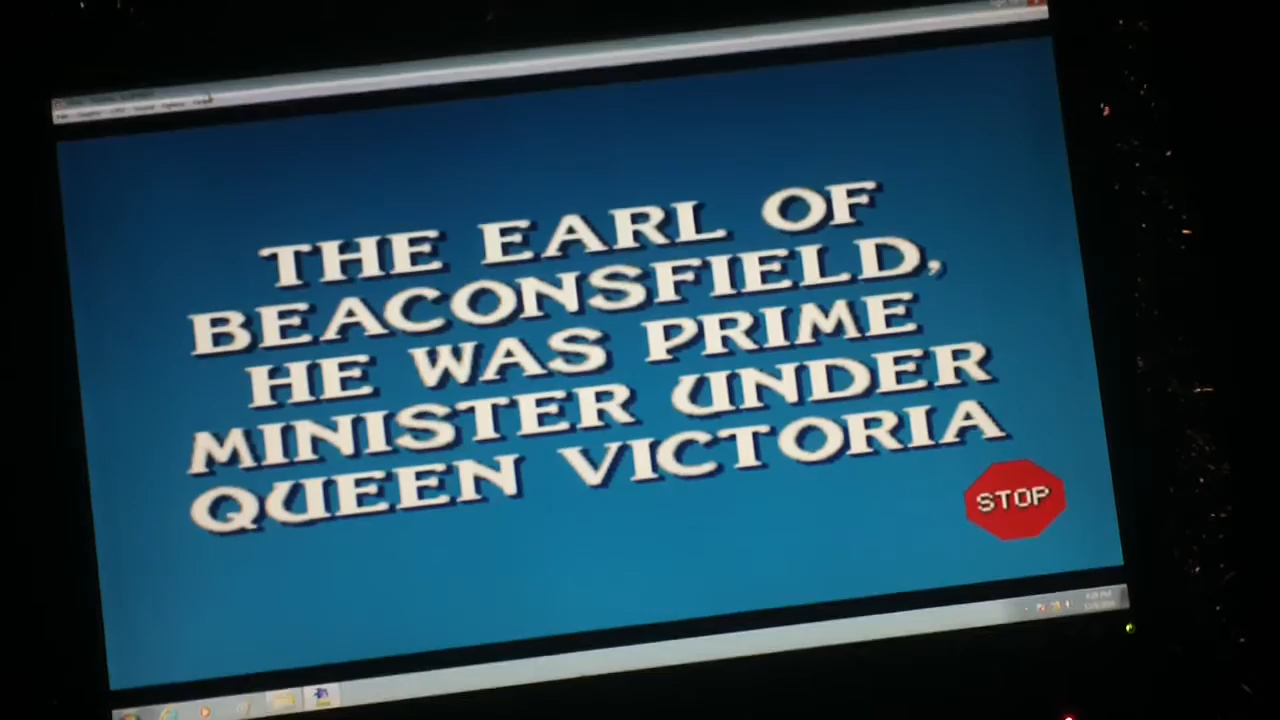 THE EARL OF
BEACONSFIELD,
HE WAS PRIME
MINISTER UNDER
QUEEN VICTORIA
STOP